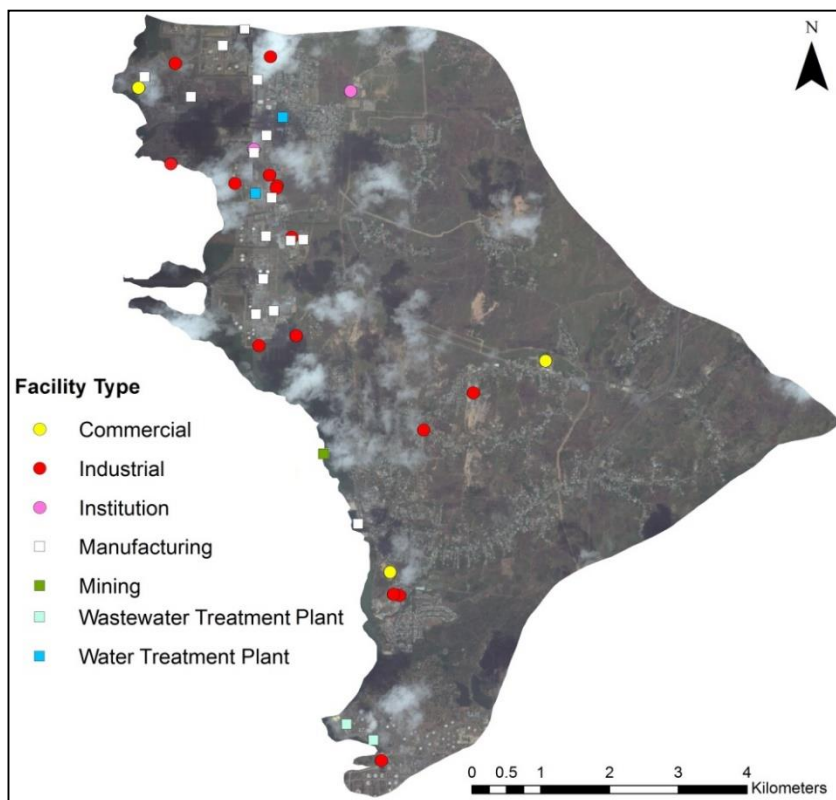 N
Facility Type
Commercial
Industrial
Institution
Manufacturing
Mining
Wastewater Treatment Plant
Water Treatment Plant
0 0.5 1 2 3 4
Kilometers